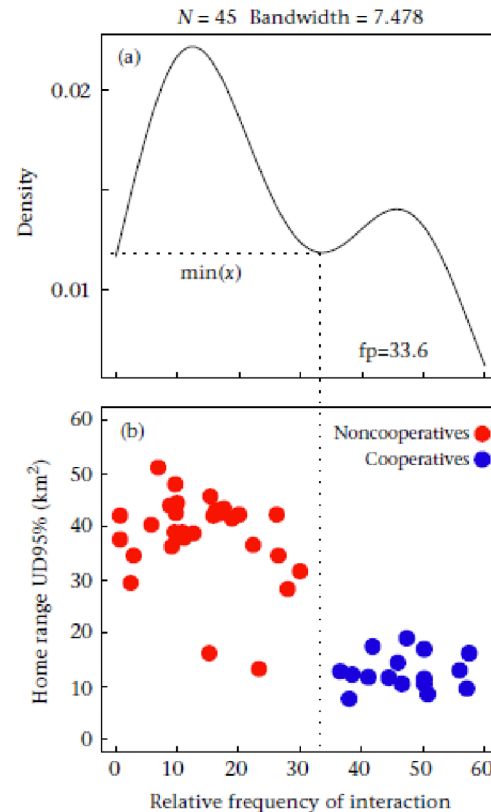 N = 45 Bandwidth = 7.478
(a)
0.02
Density
min(x)
0.01
fp=33.6
60
(b)
Noncooperatives
50
Cooperatives
40
Home range UD95% (km²)
30
20
10
0
0 10 20 30 40 50 60
Relative frequency of interaction